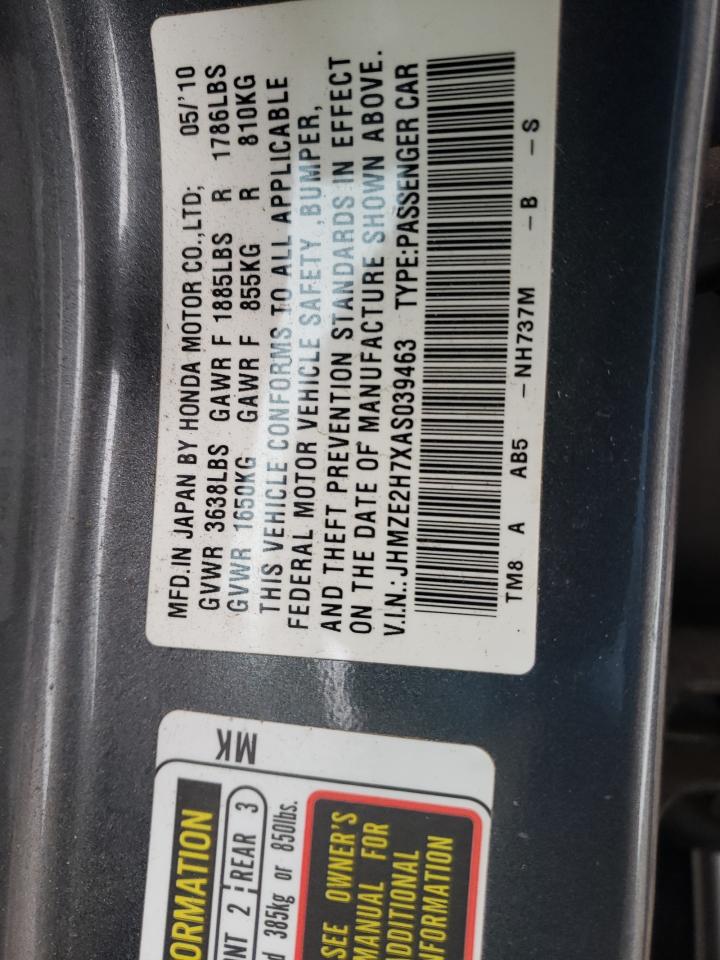 MFD.IN JAPAN BY HONDA MOTOR CO.,LTD; 05/'10
GVWR 3638LBS GAWR F 1885LBS R 1786LBS
GVWR 1650KG GAWR F 855KG R 810KG
THIS VEHICLE CONFORMS TO ALL APPLICABLE
FEDERAL MOTOR VEHICLE SAFETY ,BUMPER,
AND THEFT PREVENTION STANDARDS IN EFFECT
ON THE DATE OF MANUFACTURE SHOWN ABOVE.
V.I.N.: JHMZE2H7XAS039463 TYPE:PASSENGER CAR
TM8 A AB5 -NH737M -B -S
MK
ORMATION
NT 2 REAR 3
d 385kg or 850lbs.
SEE OWNER'S
MANUAL FOR
ADDITIONAL
NFORMATION